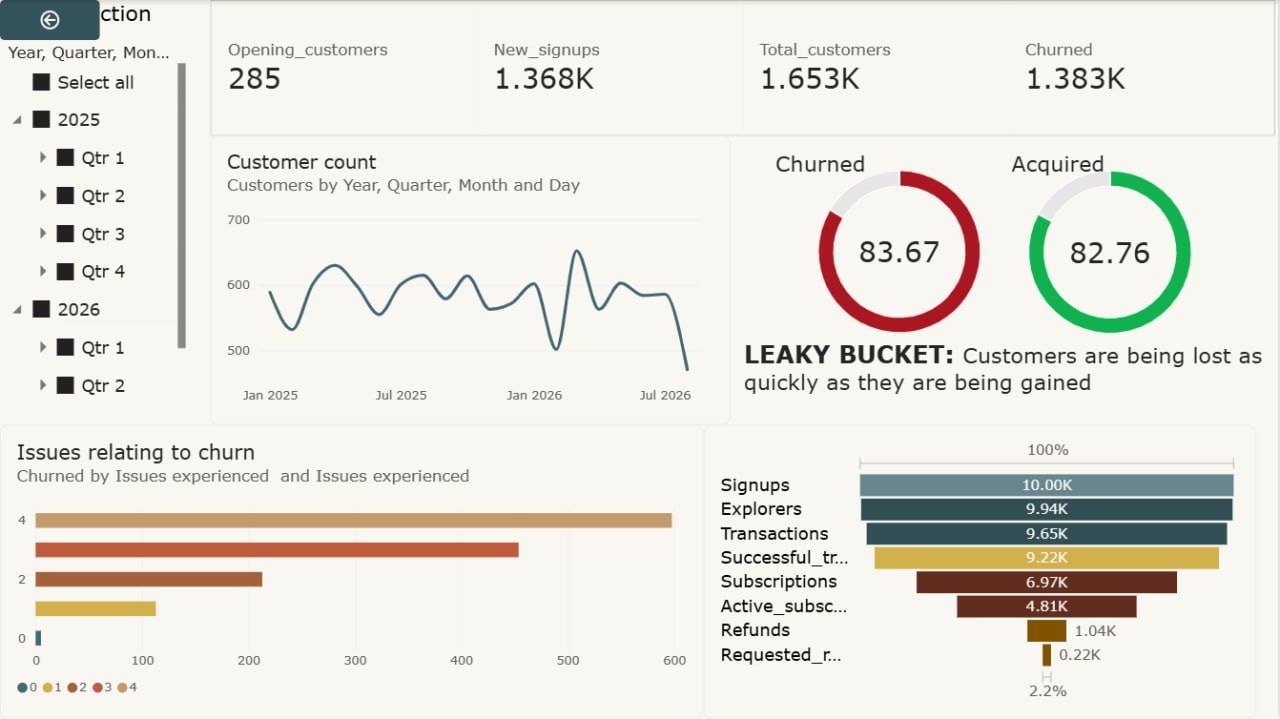 ction
Year, Quarter, Mon...
Select all
2025
Qtr 1
Qtr 2
Qtr 3
Qtr 4
2026
Qtr 1
Qtr 2
Opening_customers
285
New_signups
1.368K
Total_customers
1.653K
Churned
1.383K
Customer count
Customers by Year, Quarter, Month and Day
700
600
500
Jan 2025
Jul 2025
Jan 2026
Jul 2026
Churned
83.67
Acquired
82.76
LEAKY BUCKET: Customers are being lost as
quickly as they are being gained
Issues relating to churn
Churned by Issues experienced and Issues experienced
4
2
0
0
100
200
300
400
500
600
0
1
2
3
4
100%
Signups
10.00K
Explorers
9.94K
Transactions
9.65K
Successful_tr...
9.22K
Subscriptions
6.97K
Active_subsc...
4.81K
Refunds
1.04K
Requested_r...
0.22K
2.2%